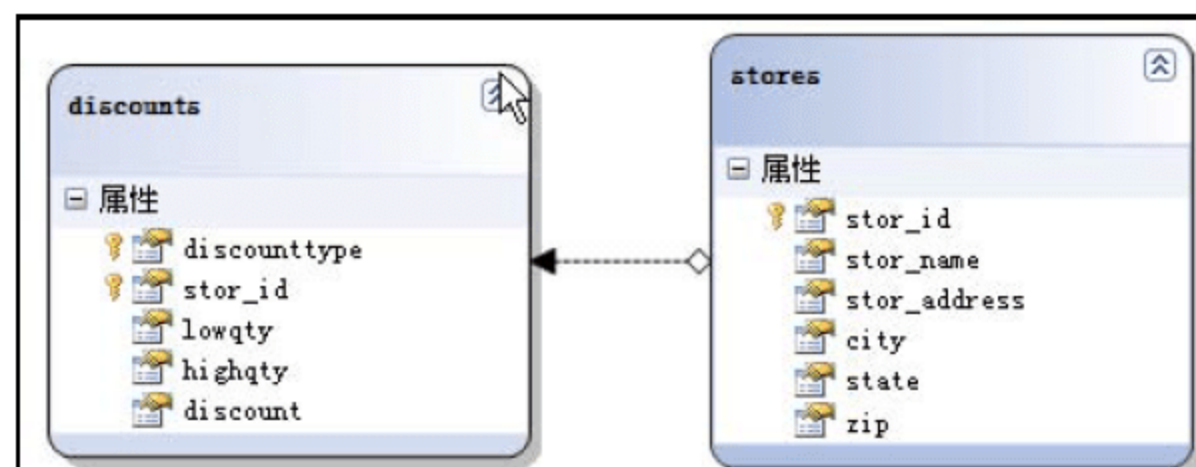 discounts
属性
discounttype
stor_id
lowqty
highqty
discount
stores
属性
stor_id
stor_name
stor_address
city
state
zip